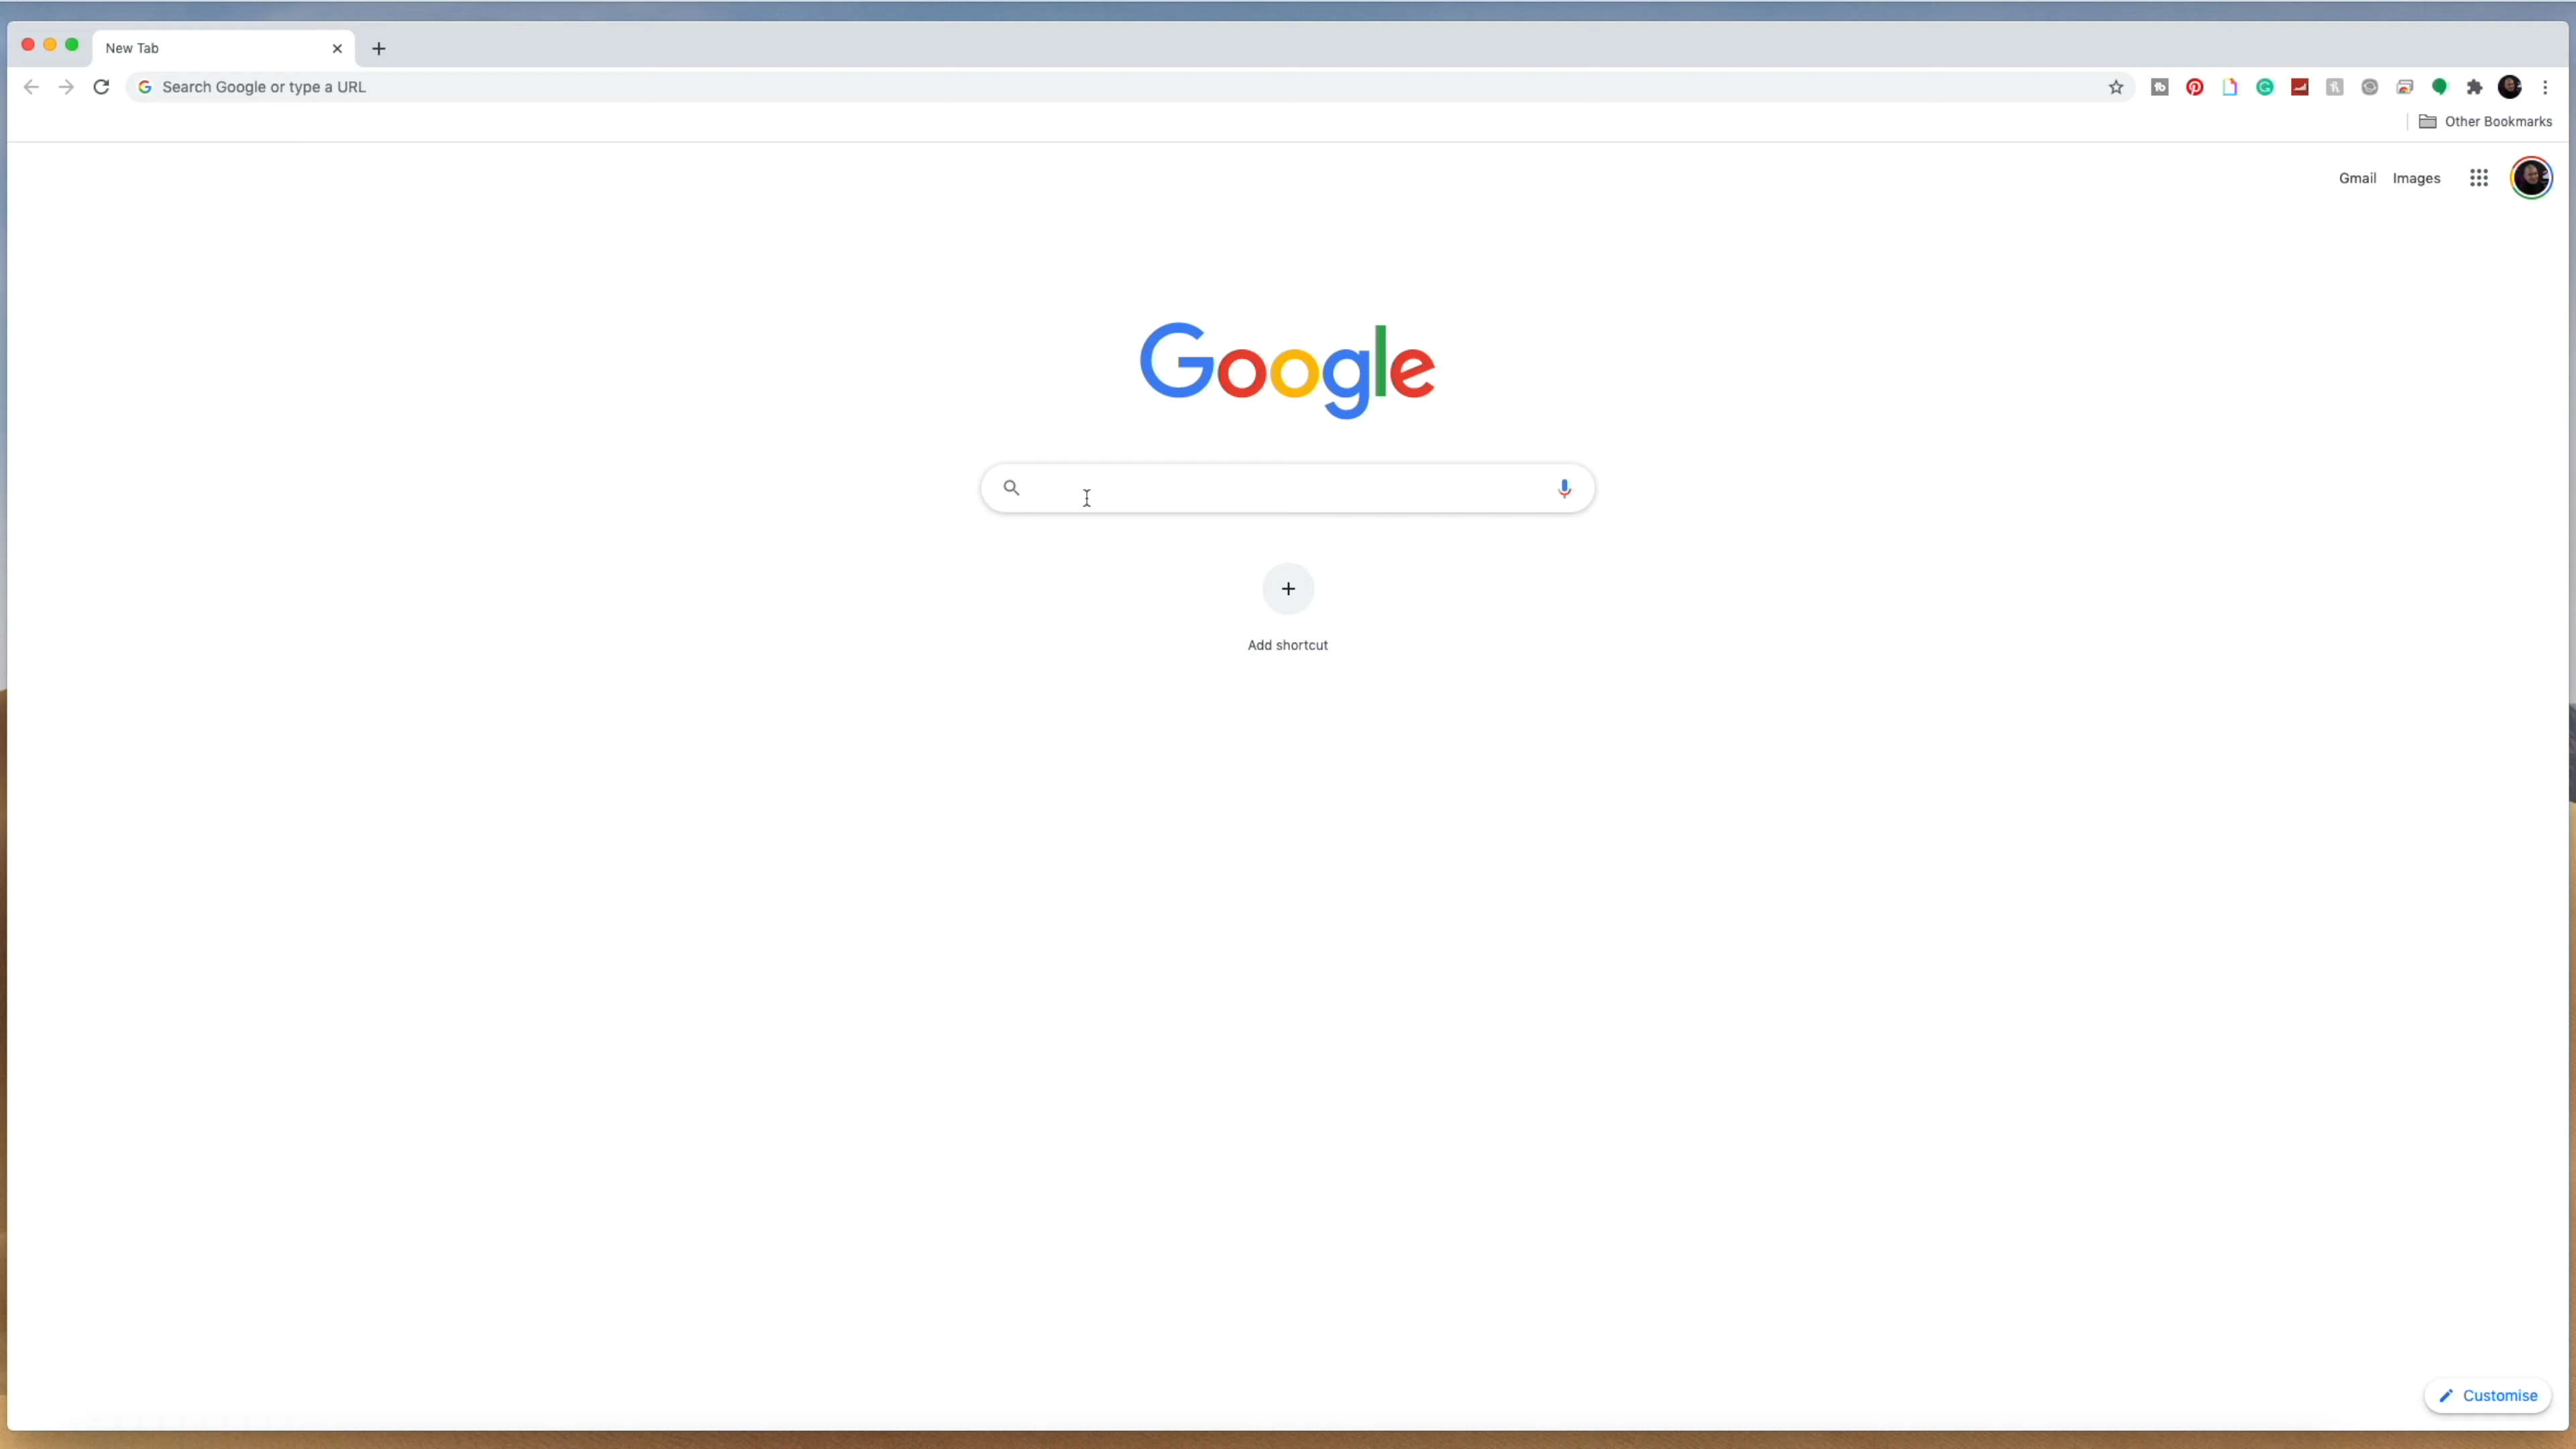 New Tab
Search Google or type a URL
Other Bookmarks
Gmail Images
Google
Add shortcut
Customise